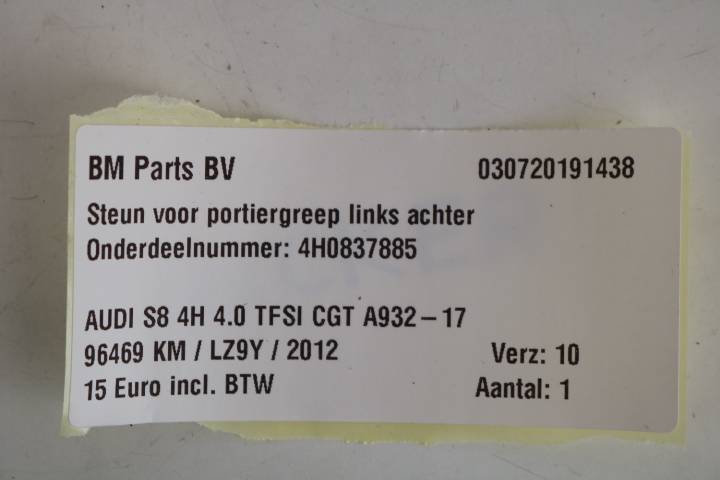 BM Parts BV 030720191438
Steun voor portiergreep links achter
Onderdeelnummer: 4H0837885
AUDI S8 4H 4.0 TFSI CGT A932-17
96469 KM / LZ9Y / 2012 Verz: 10
15 Euro incl. BTW Aantal: 1